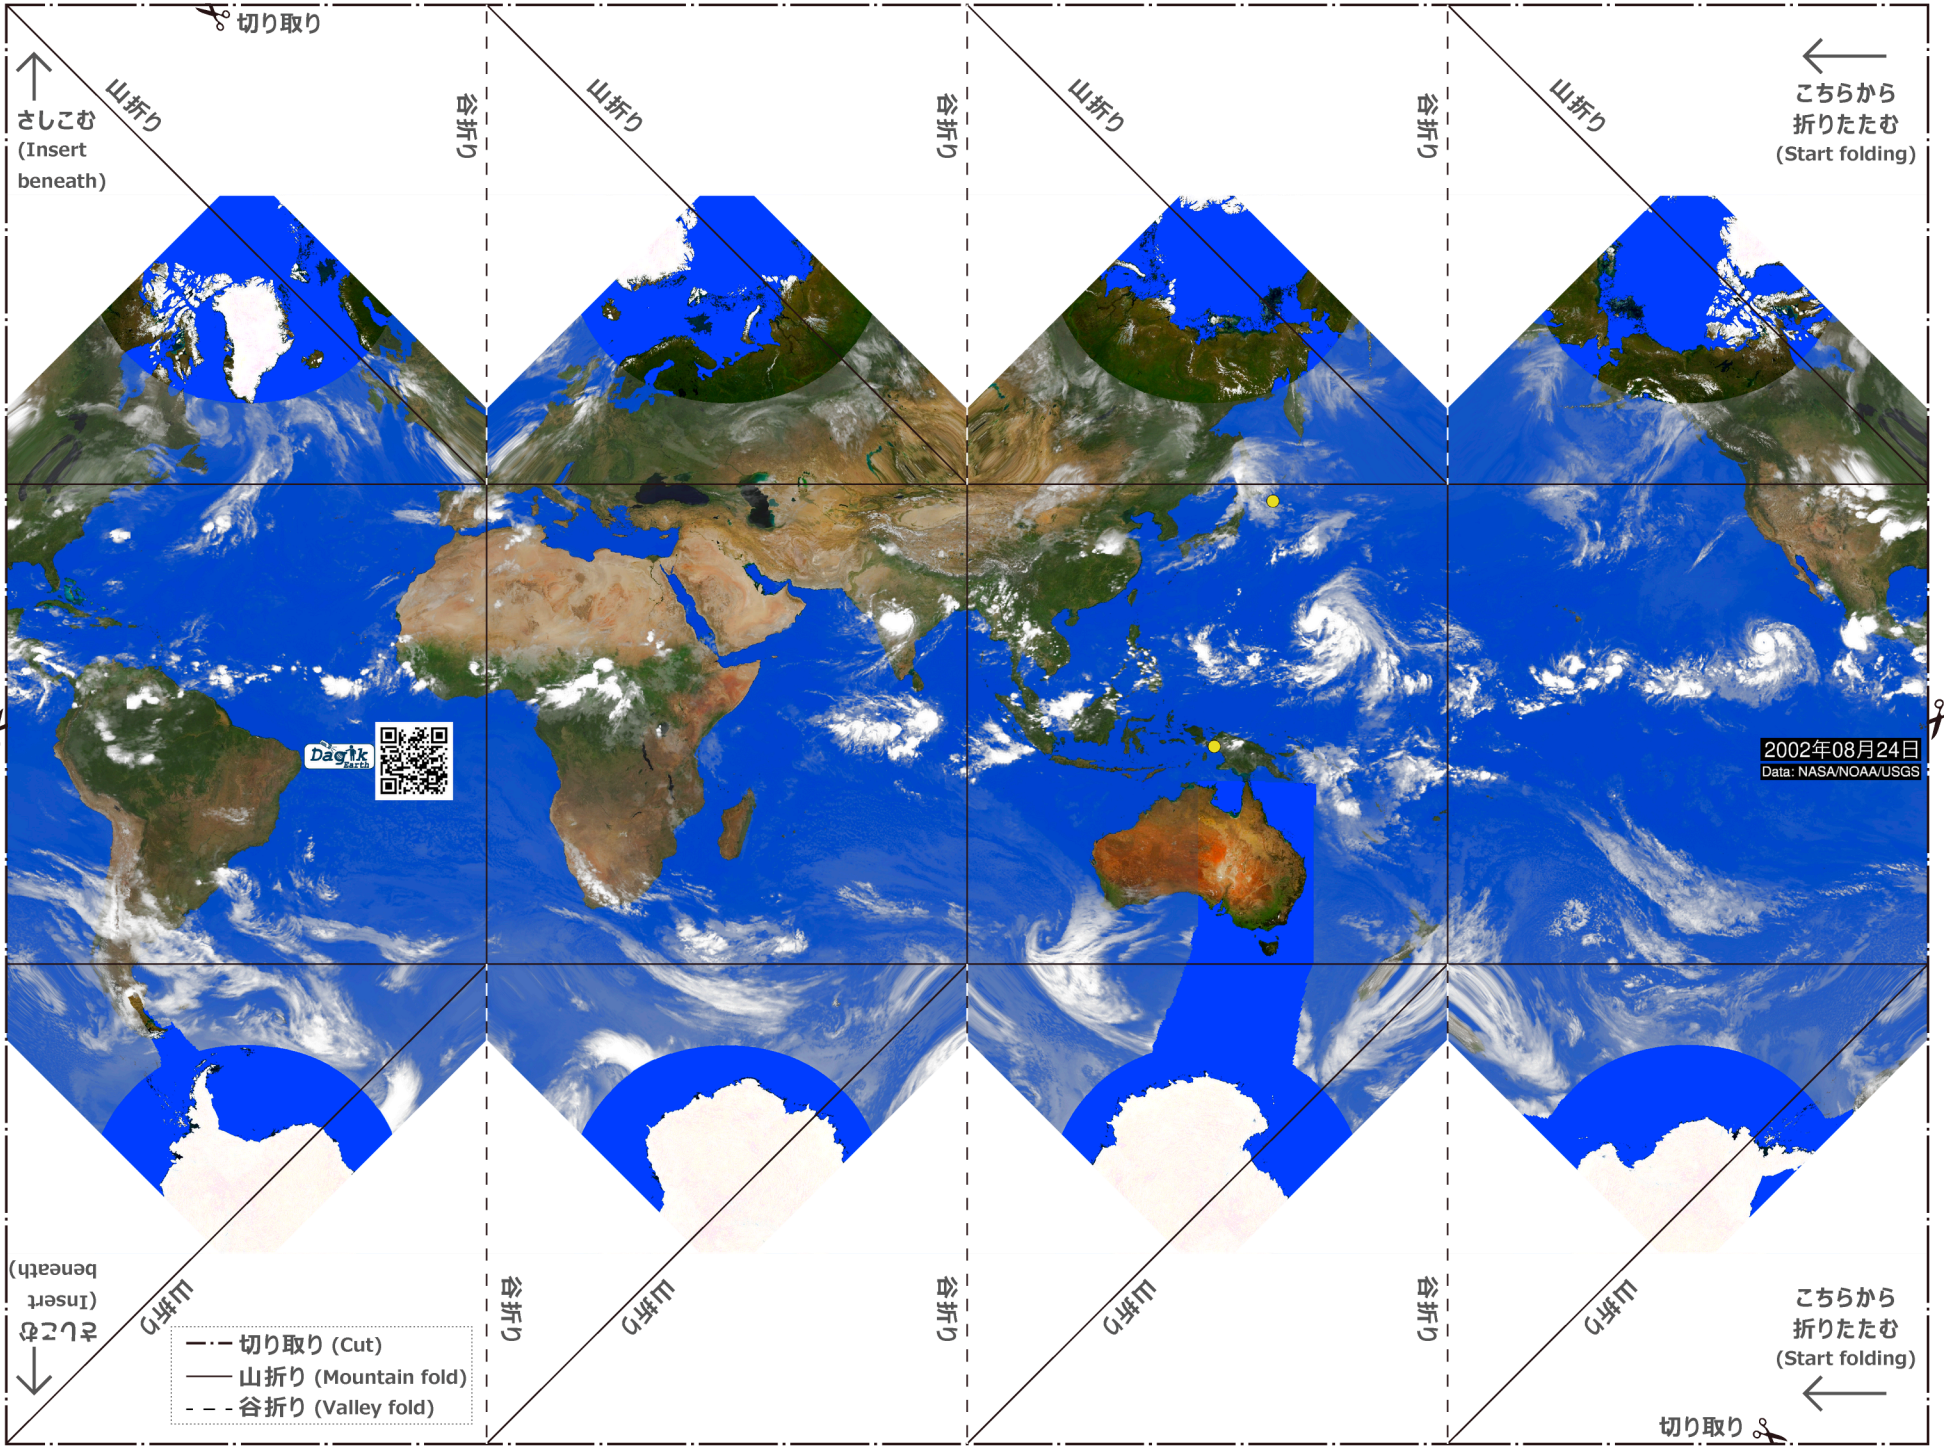 切り取り
さしこむ
(Insert
beneath)
山折り
谷折り
山折り
谷折り
山折り
谷折り
山折り
こちらから
折りたたむ
(Start folding)
Dagik
Earth
2002年08月24日
Data: NASA/NOAA/USGS
さしこむ
(Insert
beneath)
山折り
谷折り
山折り
谷折り
山折り
谷折り
山折り
こちらから
折りたたむ
(Start folding)
切り取り (Cut)
山折り (Mountain fold)
谷折り (Valley fold)
切り取り